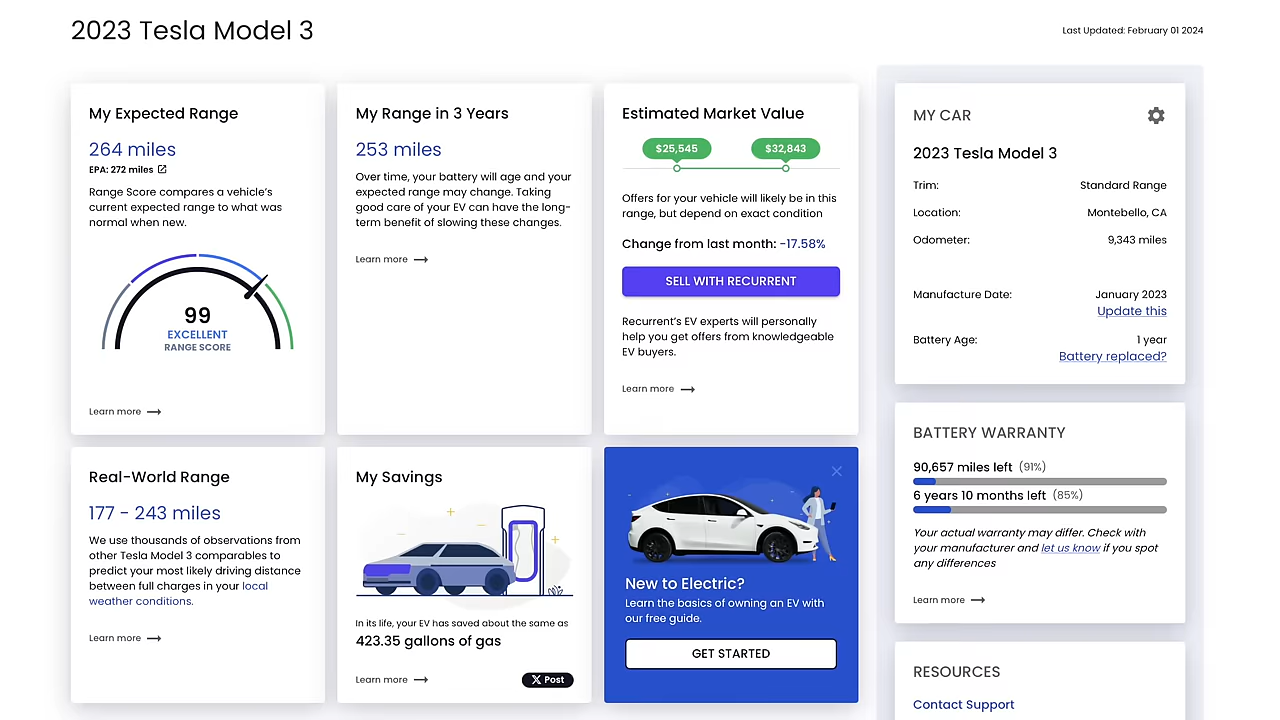 2023 Tesla Model 3
Last Updated: February 01 2024
My Expected Range
264 miles
EPA: 272 miles
Range Score compares a vehicle's
current expected range to what was
normal when new.
99
EXCELLENT
RANGE SCORE
Learn more
My Range in 3 Years
253 miles
Over time, your battery will age and your
expected range may change. Taking
good care of your EV can have the long-
term benefit of slowing these changes.
Learn more
Estimated Market Value
$25,545
$32,843
Offers for your vehicle will likely be in this
range, but depend on exact condition
Change from last month: -17.58%
SELL WITH RECURRENT
Recurrent's EV experts will personally
help you get offers from knowledgeable
EV buyers.
Learn more
Real-World Range
177 - 243 miles
We use thousands of observations from
other Tesla Model 3 comparables to
predict your most likely driving distance
between full charges in your local
weather conditions.
Learn more
My Savings
In its life, your EV has saved about the same as
423.35 gallons of gas
Learn more
X Post
New to Electric?
Learn the basics of owning an EV with
our free guide.
GET STARTED
MY CAR
2023 Tesla Model 3
Trim: Standard Range
Location: Montebello, CA
Odometer: 9,343 miles
Manufacture Date: January 2023
Update this
Battery Age: 1 year
Battery replaced?
BATTERY WARRANTY
90,657 miles left (91%)
6 years 10 months left (85%)
Your actual warranty may differ. Check with
your manufacturer and let us know if you spot
any differences
Learn more
RESOURCES
Contact Support